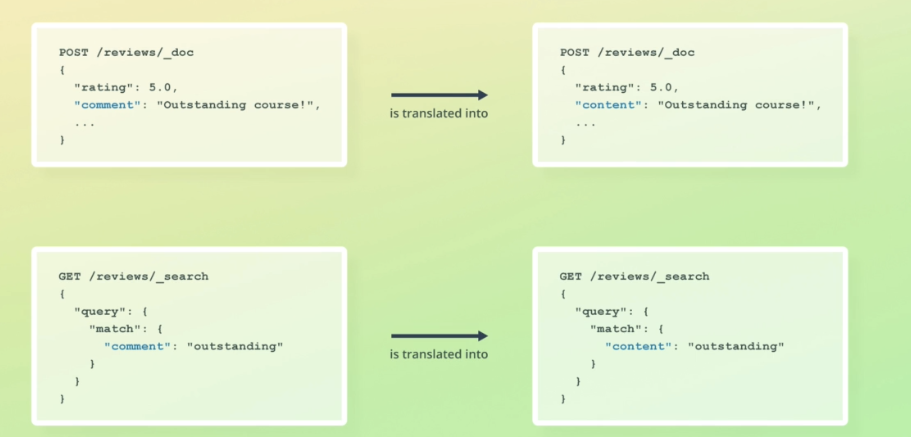 POST /reviews/_doc
{
"rating": 5.0,
"comment": "Outstanding course!",
...
}
is translated into
POST /reviews/_doc
{
"rating": 5.0,
"content": "Outstanding course!",
...
}
GET /reviews/_search
{
"query": {
"match": {
"comment": "outstanding"
}
}
}
is translated into
GET /reviews/_search
{
"query": {
"match": {
"content": "outstanding"
}
}
}